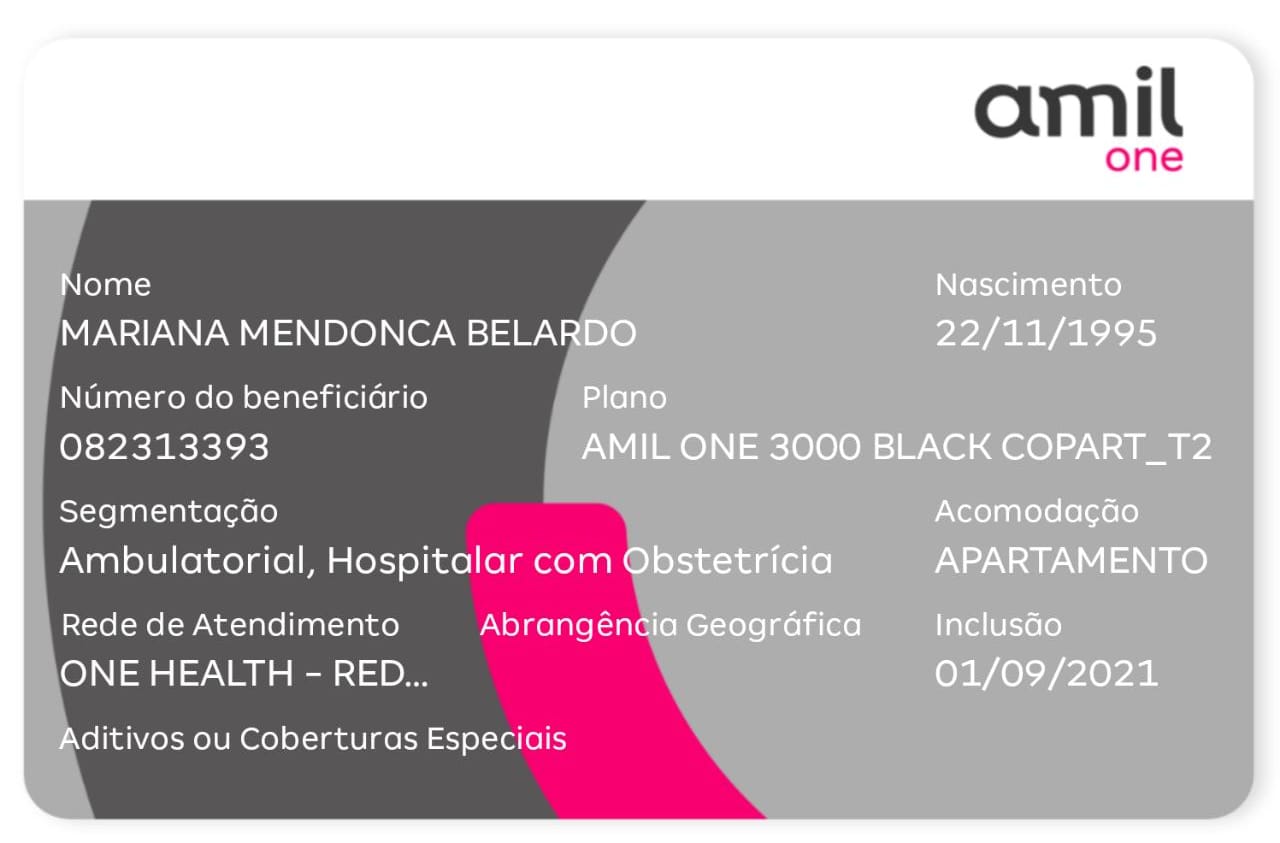 amil
one
Nome Nascimento
MARIANA MENDONCA BELARDO 22/11/1995
Número do beneficiário Plano
082313393 AMIL ONE 3000 BLACK COPART_T2
Segmentação Acomodação
Ambulatorial, Hospitalar com Obstetrícia APARTAMENTO
Rede de Atendimento Abrangência Geográfica Inclusão
ONE HEALTH - RED... 01/09/2021
Aditivos ou Coberturas Especiais